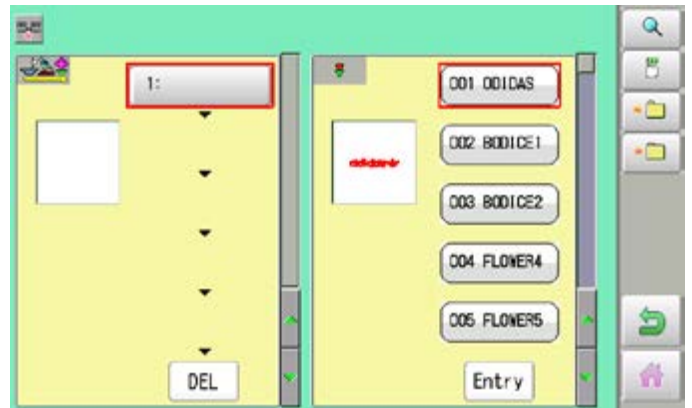 1:
DEL
001 ODIDAS
002 BODICE1
003 BODICE2
004 FLOWER4
005 FLOWER5
Entry